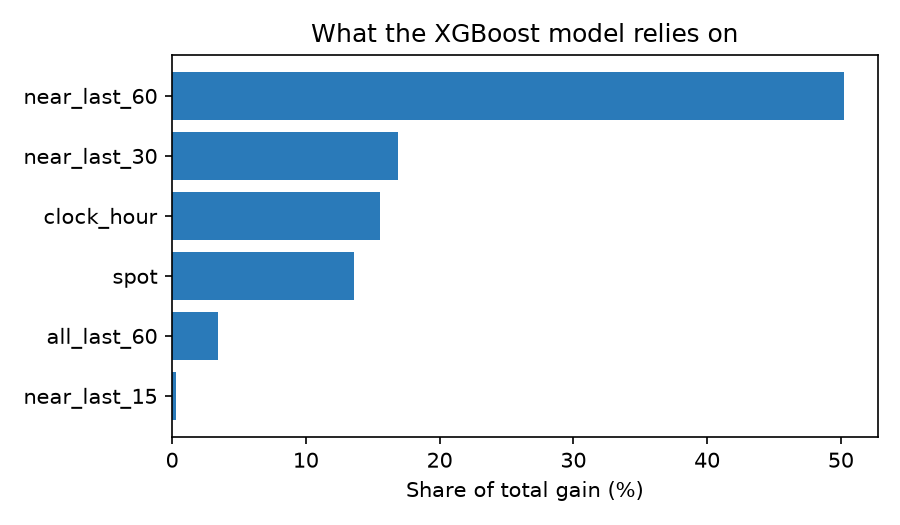 What the XGBoost model relies on
near_last_60
near_last_30
clock_hour
spot
all_last_60
near_last_15
0 10 20 30 40 50
Share of total gain (%)